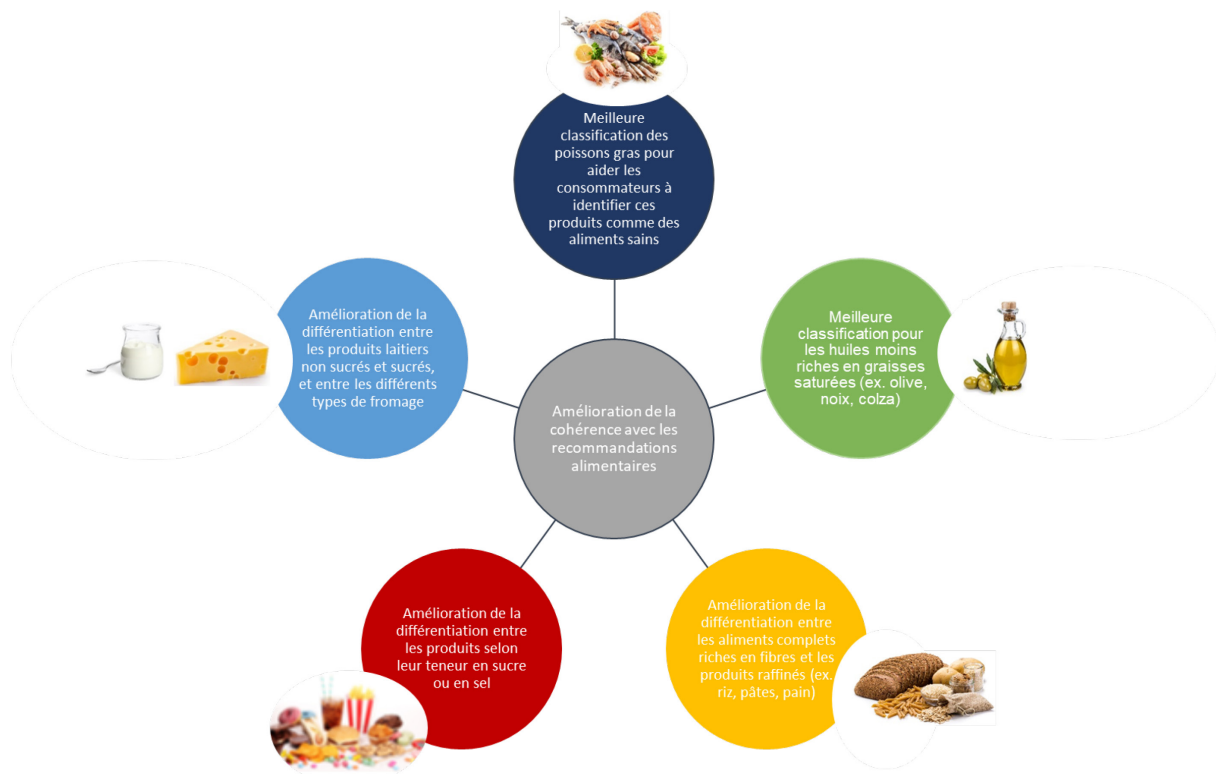 Meilleure
classification des
poissons gras pour
aider les
consommateurs à
identifier ces
produits comme des
aliments sains
Amélioration de la
différentiation entre
les produits laitiers
non sucrés et sucrés,
et entre les différents
types de fromage
Meilleure
classification pour
les huiles moins
riches en graisses
saturées (ex. olive,
noix, colza)
Amélioration de la
cohérence avec les
recommandations
alimentaires
Amélioration de la
différentiation entre
les produits selon
leur teneur en sucre
ou en sel
Amélioration de la
différentiation entre
les aliments complets
riches en fibres et les
produits raffinés (ex.
riz, pâtes, pain)